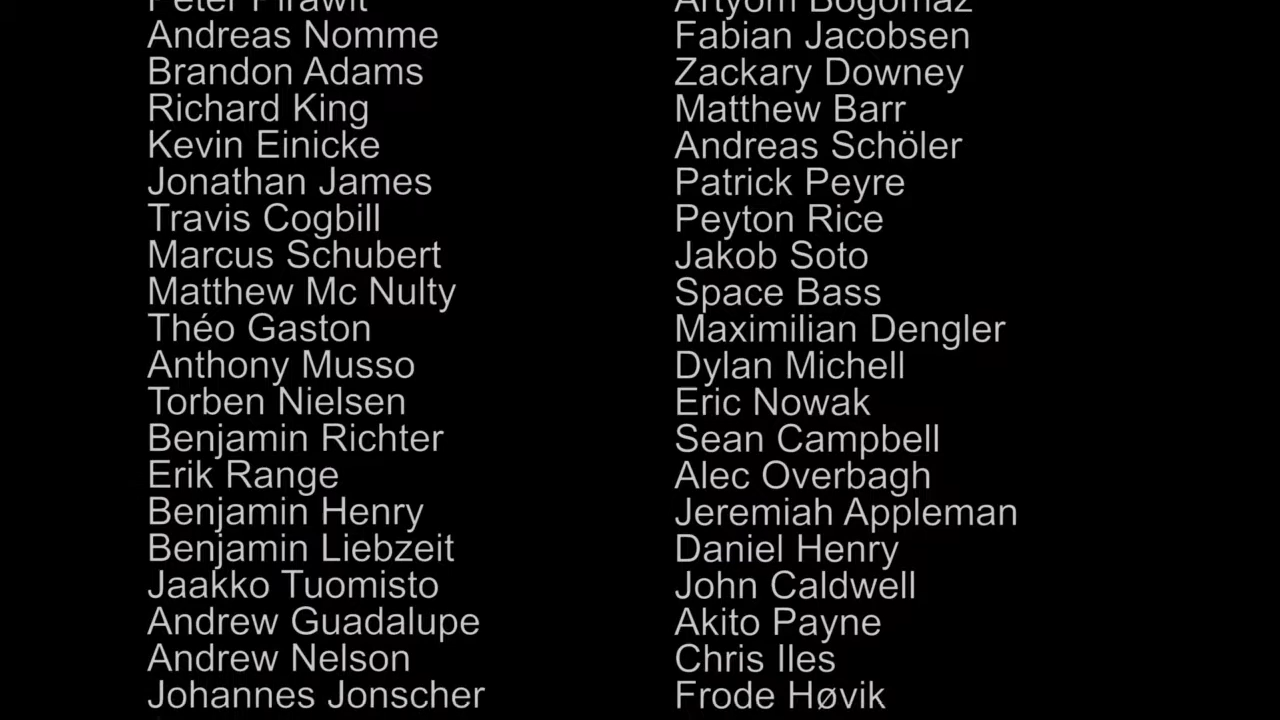 Peter Pirawit
Andreas Nomme
Brandon Adams
Richard King
Kevin Einicke
Jonathan James
Travis Cogbill
Marcus Schubert
Matthew Mc Nulty
Théo Gaston
Anthony Musso
Torben Nielsen
Benjamin Richter
Erik Range
Benjamin Henry
Benjamin Liebzeit
Jaakko Tuomisto
Andrew Guadalupe
Andrew Nelson
Johannes Jonscher
Artyom Bogomaz
Fabian Jacobsen
Zackary Downey
Matthew Barr
Andreas Schöler
Patrick Peyre
Peyton Rice
Jakob Soto
Space Bass
Maximilian Dengler
Dylan Michell
Eric Nowak
Sean Campbell
Alec Overbagh
Jeremiah Appleman
Daniel Henry
John Caldwell
Akito Payne
Chris Iles
Frode Høvik